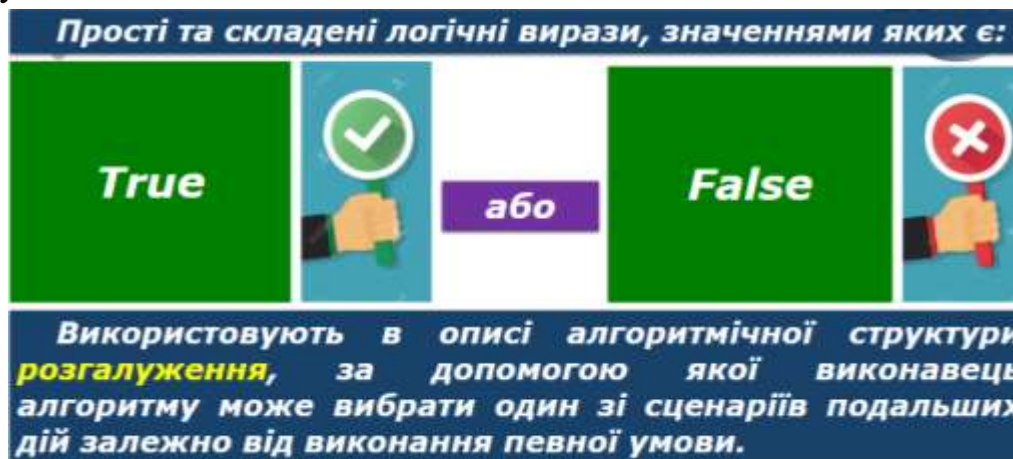 Прості та складені логічні вирази, значеннями яких є:
True
або
False
Використовують в описі алгоритмічної структури
розгалуження, за допомогою якої виконавець
алгоритму може вибрати один зі сценаріїв подальших
дій залежно від виконання певної умови.